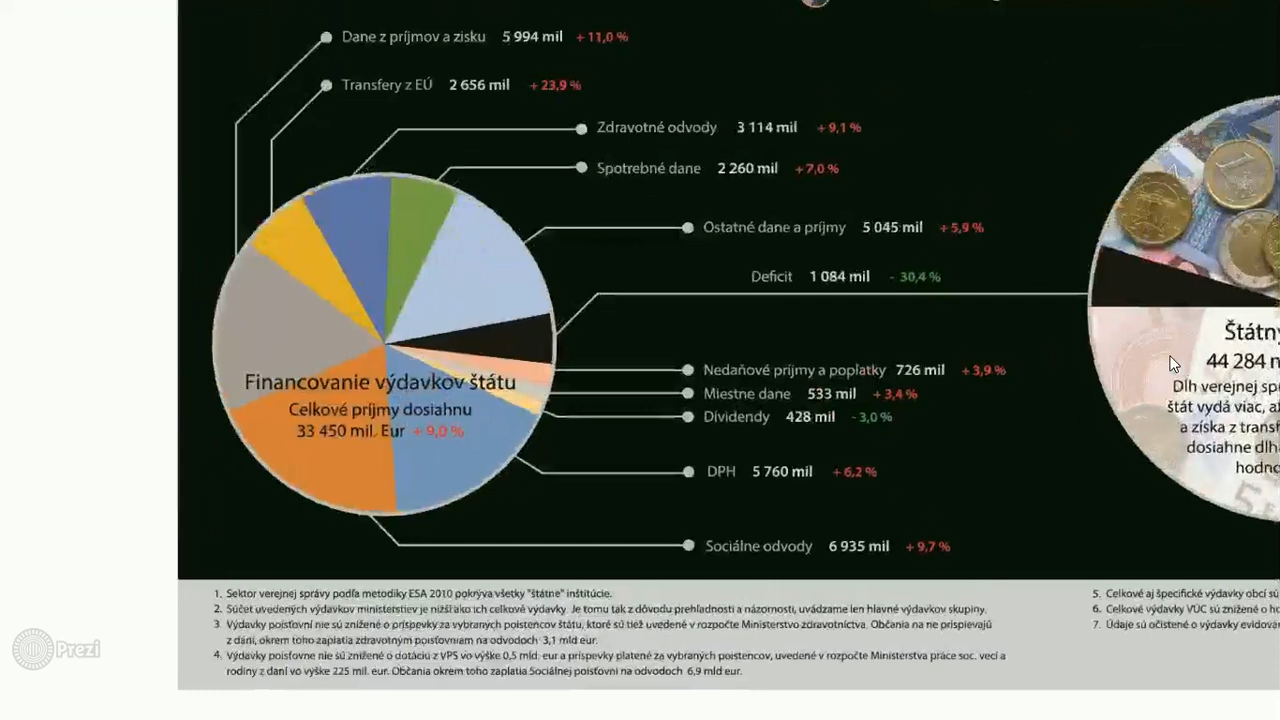 Dane z príjmov a zisku 5 994 mil + 11,0 %
Transfery z EÚ 2 656 mil + 23,9 %
Zdravotné odvody 3 114 mil + 9,1 %
Spotrebné dane 2 260 mil + 7,0 %
Ostatné dane a príjmy 5 045 mil + 5,9 %
Deficit 1 084 mil - 30,4 %
Nedaňové príjmy a poplatky 726 mil + 3,9 %
Miestne dane 533 mil + 3,4 %
Dividendy 428 mil - 3,0 %
DPH 5 760 mil + 6,2 %
Sociálne odvody 6 935 mil + 9,7 %
Financovanie výdavkov štátu
Celkové príjmy dosiahnu
33 450 mil. Eur + 9,0 %
Štátny
44 284 m
Dlh verejnej sp
štát vydá viac, a
a získa z transf
dosiahne dlh
hodno
1. Sektor verejnej správy podľa metodiky ESA 2010 pokrýva všetky "štátne" inštitúcie.
2. Súčet uvedených výdavkov ministerstiev je nižší ako ich celkové výdavky. Je tomu tak z dôvodu prehľadnosti a názornosti, uvádzame len hlavné výdavkov skupiny.
3 Výdavky poisťovní nie sú znížené o príspevky za vybraných poistencov štátu, ktoré sú tiež uvedené v rozpočte Ministerstvo zdravotníctva. Občania na ne prispievajú
z daní, okrem toho zaplatia zdravotným poisťovniam na odvodoch 3,1 mld eur.
4. Výdavky poisťovne nie sú znížené o dotáciu z VPS vo výške 0,5 mld. eur a príspevky platené za vybraných poistencov, uvedené v rozpočte Ministerstva práce soc. vecí a
rodiny z daní vo výške 225 mil. eur. Občania okrem toho zaplatia Sociálnej poisťovni na odvodoch 6,9 mld eur.
5. Celkové aj špecifické výdavky obcí sú
6. Celkové výdavky VÚC sú znížené o ho
7. Údaje sú očistené o výdavky evidova
Prezi